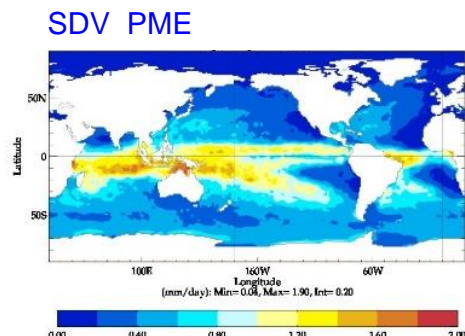 SDV PME
50N
0
50S
Latitude
100E 160W 60W
Longitude
(mm/day): Min= 0.04, Max= 1.90, Int= 0.20
0.00 0.40 0.80 1.20 1.60 2.00